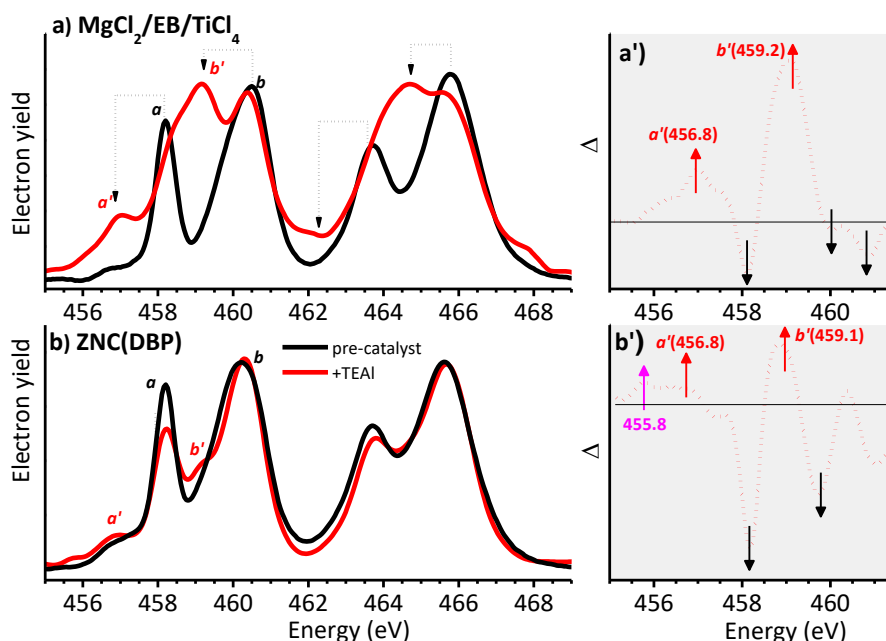 a) MgCl2/EB/TiCl4
a'
a
b'
b
Electron yield
456 458 460 462 464 466 468
a')
b'(459.2)
a'(456.8)
Δ
456 458 460
b) ZNC(DBP)
pre-catalyst
+TEAl
a'
a
b'
b
Electron yield
456 458 460 462 464 466 468
Energy (eV)
b')
a'(456.8)
b'(459.1)
455.8
Δ
456 458 460
Energy (eV)